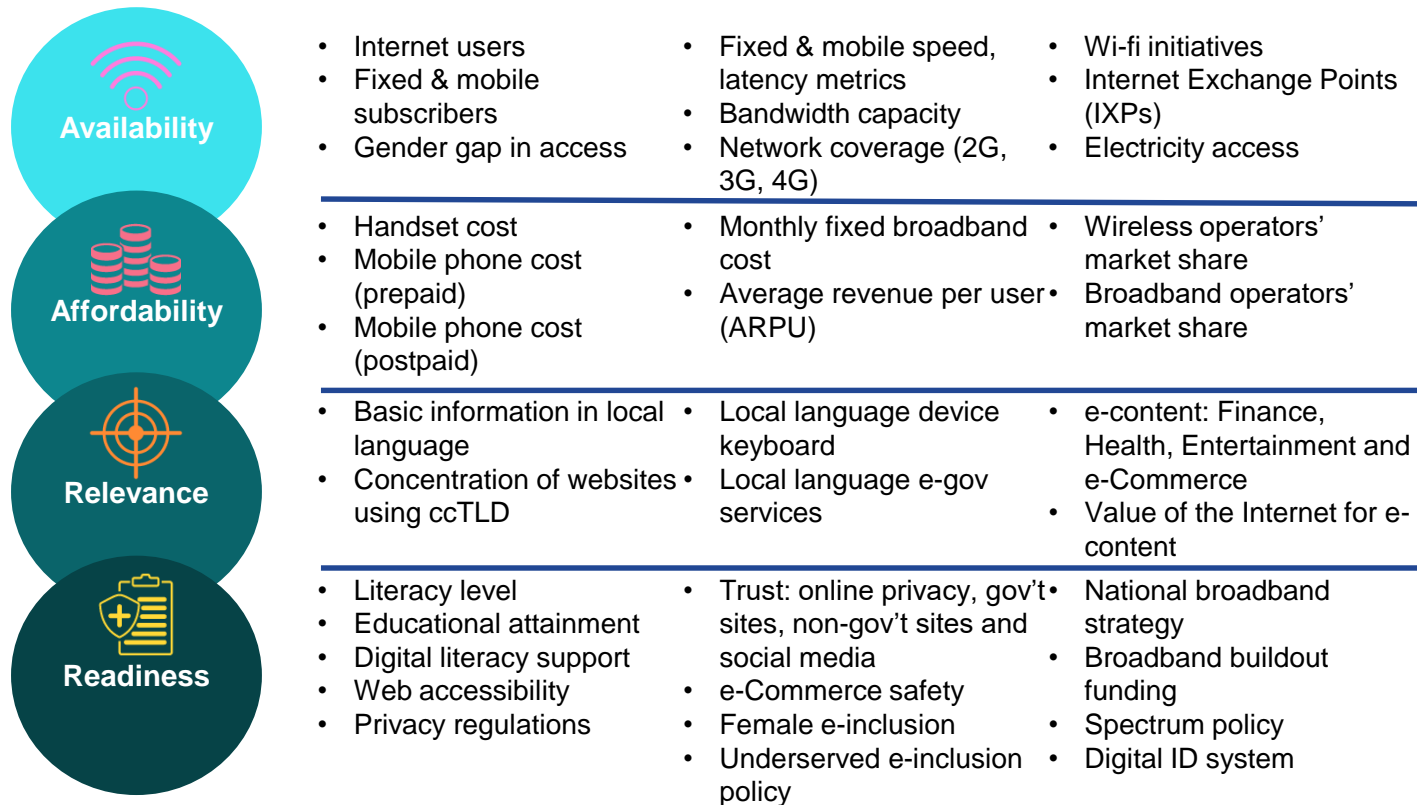 Availability
• Internet users
• Fixed & mobile
subscribers
• Gender gap in access
• Fixed & mobile speed,
latency metrics
• Bandwidth capacity
• Network coverage (2G,
3G, 4G)
• Wi-fi initiatives
• Internet Exchange Points
(IXPs)
• Electricity access
Affordability
• Handset cost
• Mobile phone cost
(prepaid)
• Mobile phone cost
(postpaid)
• Monthly fixed broadband
cost
• Average revenue per user
(ARPU)
• Wireless operators’
market share
• Broadband operators’
market share
Relevance
• Basic information in local
language
• Concentration of websites
using ccTLD
• Local language device
keyboard
• Local language e-gov
services
• e-content: Finance,
Health, Entertainment and
e-Commerce
• Value of the Internet for e-
content
Readiness
• Literacy level
• Educational attainment
• Digital literacy support
• Web accessibility
• Privacy regulations
• Trust: online privacy, gov’t
sites, non-gov’t sites and
social media
• e-Commerce safety
• Female e-inclusion
• Underserved e-inclusion
policy
• National broadband
strategy
• Broadband buildout
funding
• Spectrum policy
• Digital ID system